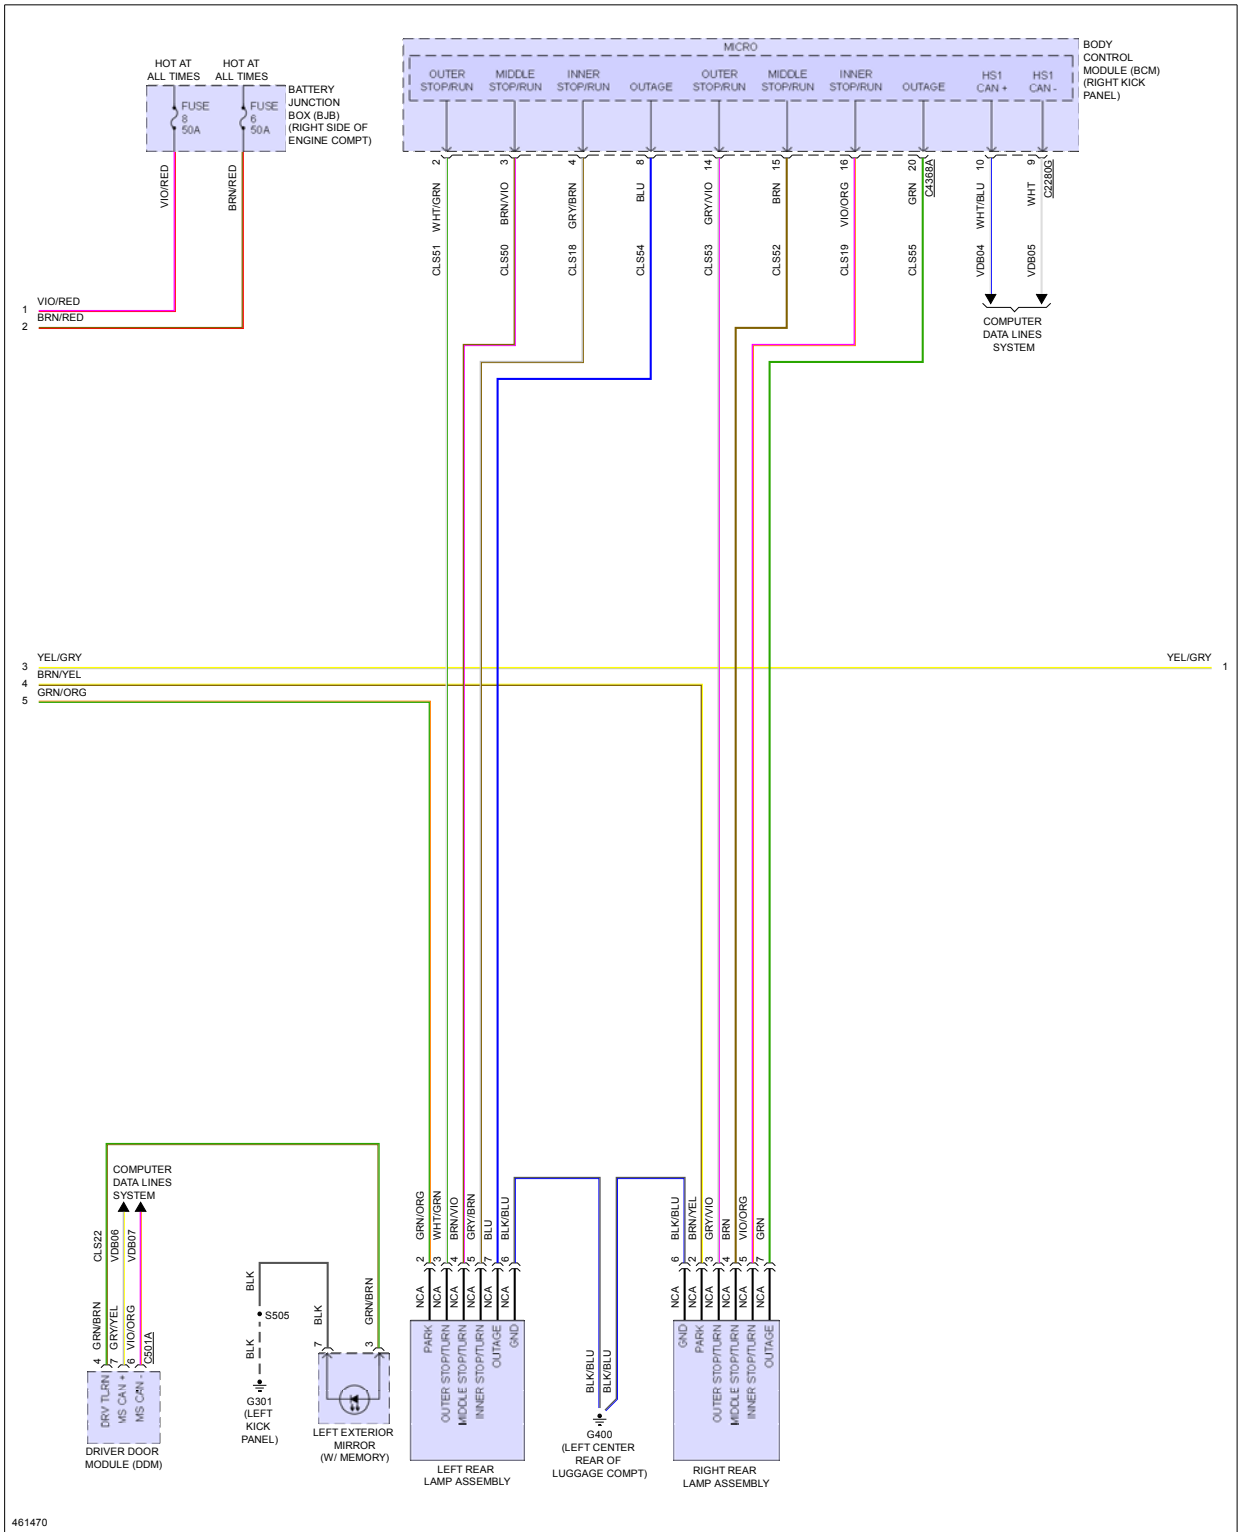 HOT AT
ALL TIMES
HOT AT
ALL TIMES
FUSE
8
50A
FUSE
6
50A
BATTERY
JUNCTION
BOX (BJB)
(RIGHT SIDE OF
ENGINE COMPT)
VIO/RED
BRN/RED
1 VIO/RED
2 BRN/RED
MICRO
OUTER
STOP/RUN
MIDDLE
STOP/RUN
INNER
STOP/RUN
OUTAGE
OUTER
STOP/RUN
MIDDLE
STOP/RUN
INNER
STOP/RUN
OUTAGE
HS1
CAN +
HS1
CAN -
BODY
CONTROL
MODULE (BCM)
(RIGHT KICK
PANEL)
2 WHT/GRN CLS51
3 BRN/VIO CLS50
4 GRY/BRN CLS18
8 BLU CLS54
14 GRY/VIO CLS53
15 BRN CLS52
16 VIO/ORG CLS19
20 GRN CLS55
C4368A
10 WHT/BLU VDB04
9 WHT VDB05
C2280G
COMPUTER
DATA LINES
SYSTEM
3 YEL/GRY
YEL/GRY 1
4 BRN/YEL
5 GRN/ORG
COMPUTER
DATA LINES
SYSTEM
CLS22
VDB06
VDB07
4 GRN/BRN
7 GRY/YEL
6 VIO/ORG
C501A
DRV TURN
MS CAN +
MS CAN -
DRIVER DOOR
MODULE (DDM)
BLK
S505
BLK
G301
(LEFT
KICK
PANEL)
BLK
7
GRN/BRN
3
LEFT EXTERIOR
MIRROR
(W/ MEMORY)
GRN/ORG
WHT/GRN
BRN/VIO
GRY/BRN
BLU
BLK/BLU
2
3
4
5
7
6
NCA
NCA
NCA
NCA
NCA
NCA
PARK
OUTER STOP/TURN
MIDDLE STOP/TURN
INNER STOP/TURN
OUTAGE
GND
LEFT REAR
LAMP ASSEMBLY
BLK/BLU
BLK/BLU
G400
(LEFT CENTER
REAR OF
LUGGAGE COMPT)
BLK/BLU
BRN/YEL
GRY/VIO
BRN
VIO/ORG
GRN
6
2
3
4
5
7
NCA
NCA
NCA
NCA
NCA
NCA
GND
PARK
OUTER STOP/TURN
MIDDLE STOP/TURN
INNER STOP/TURN
OUTAGE
RIGHT REAR
LAMP ASSEMBLY
461470